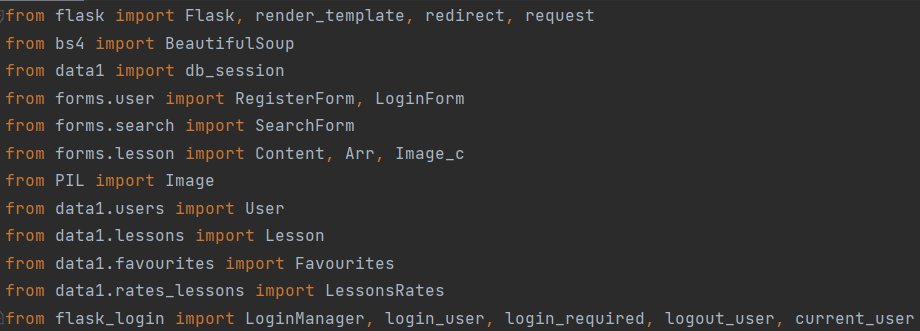 from flask import Flask, render_template, redirect, request
from bs4 import BeautifulSoup
from data1 import db_session
from forms.user import RegisterForm, LoginForm
from forms.search import SearchForm
from forms.lesson import Content, Arr, Image_c
from PIL import Image
from data1.users import User
from data1.lessons import Lesson
from data1.favourites import Favourites
from data1.rates_lessons import LessonsRates
from flask_login import LoginManager, login_user, login_required, logout_user, current_user